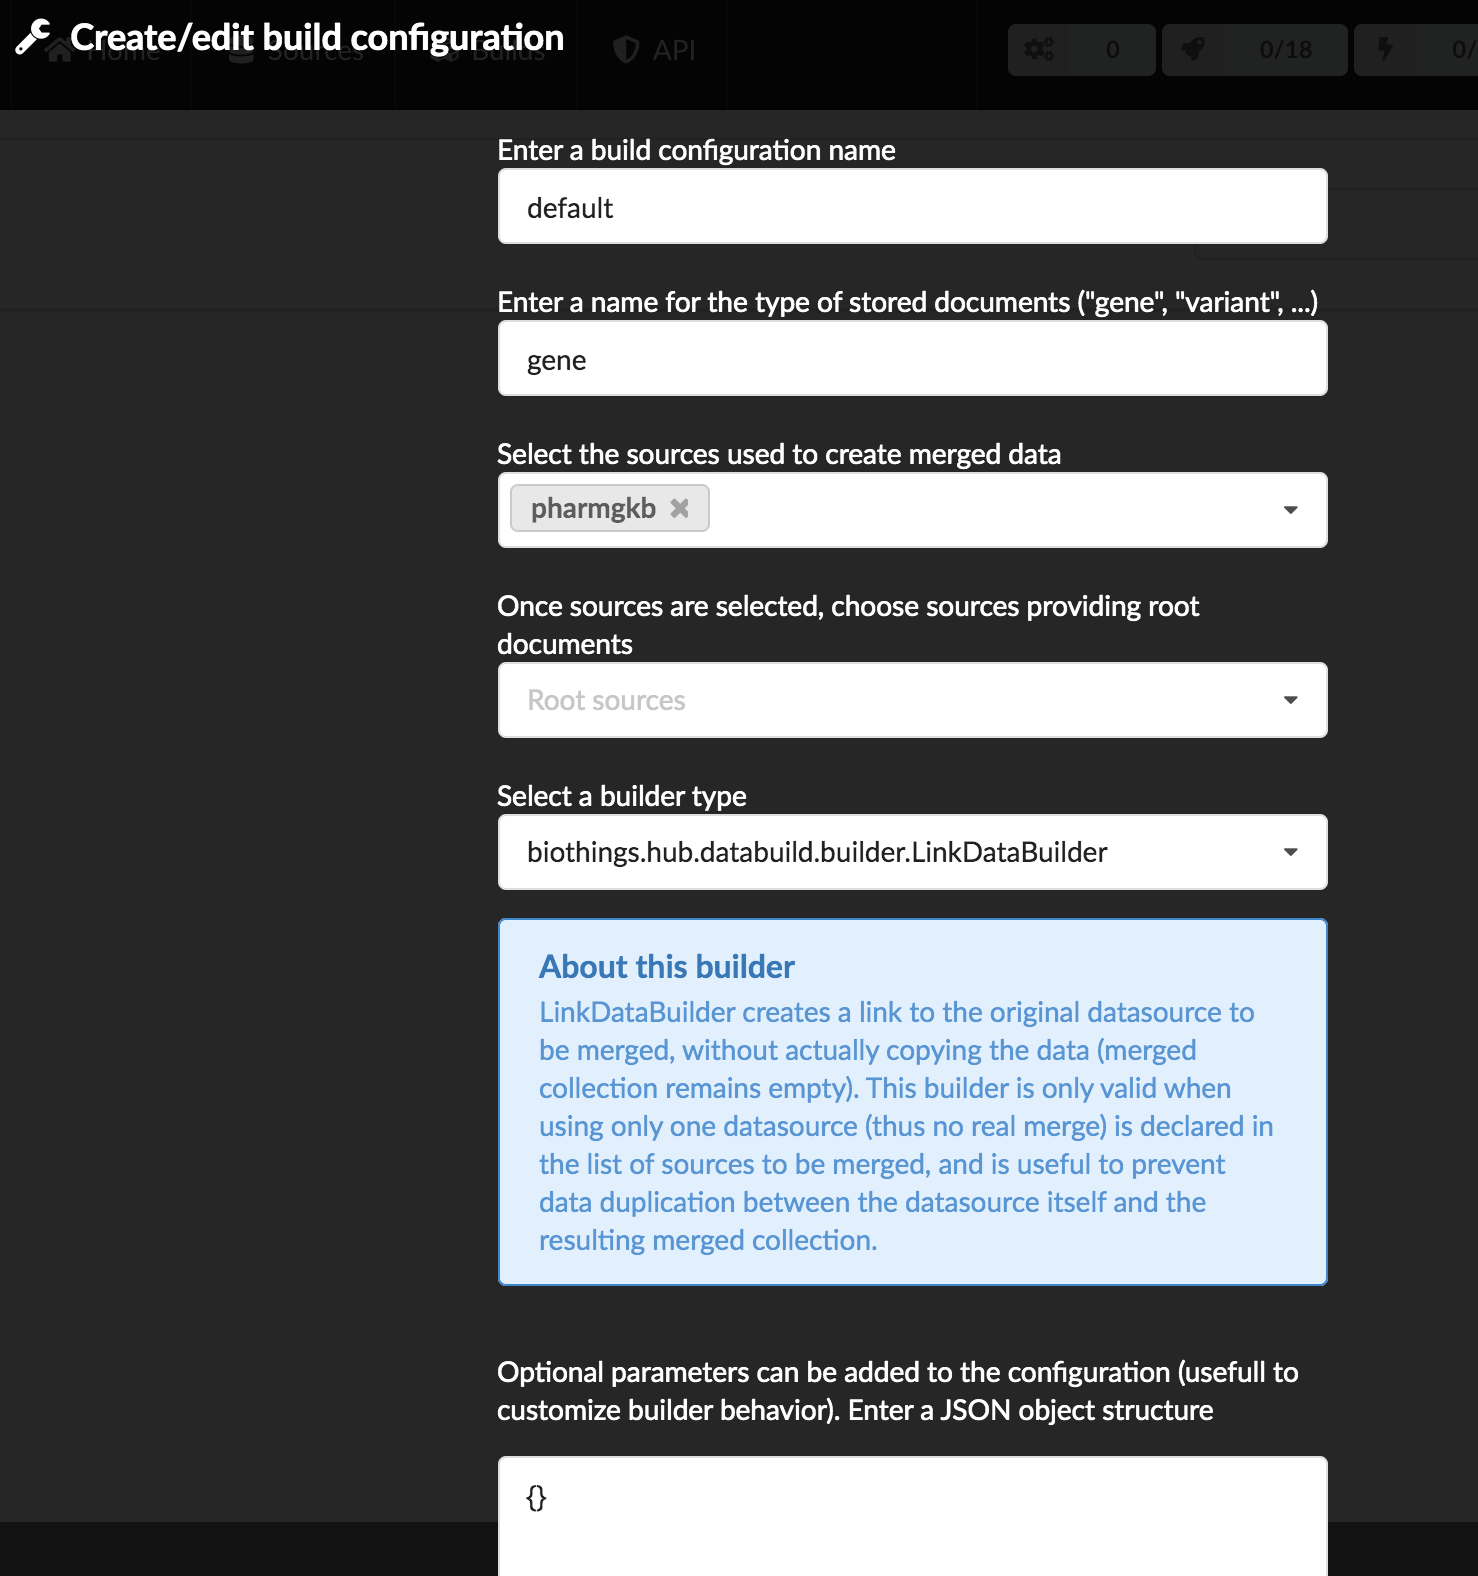 Create/edit build configuration
Home Sources Builds API 0 0/18 0/
Enter a build configuration name
default
Enter a name for the type of stored documents ("gene", "variant", ...)
gene
Select the sources used to create merged data
pharmgkb
Once sources are selected, choose sources providing root
documents
Root sources
Select a builder type
biothings.hub.databuild.builder.LinkDataBuilder
About this builder
LinkDataBuilder creates a link to the original datasource to
be merged, without actually copying the data (merged
collection remains empty). This builder is only valid when
using only one datasource (thus no real merge) is declared in
the list of sources to be merged, and is useful to prevent
data duplication between the datasource itself and the
resulting merged collection.
Optional parameters can be added to the configuration (usefull to
customize builder behavior). Enter a JSON object structure
{}